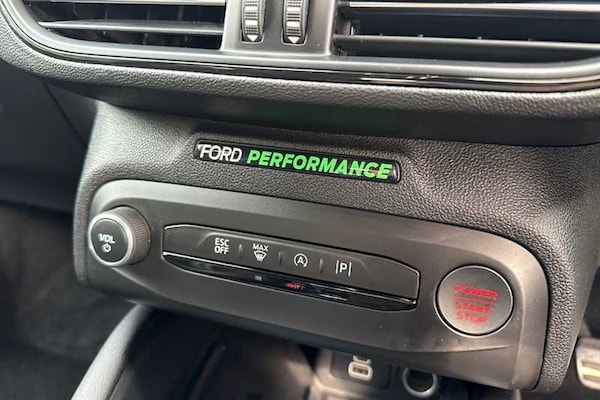 FORD PERFORMANCE
VOL
ESC
OFF
MAX
A
P
POWER
START
STOP